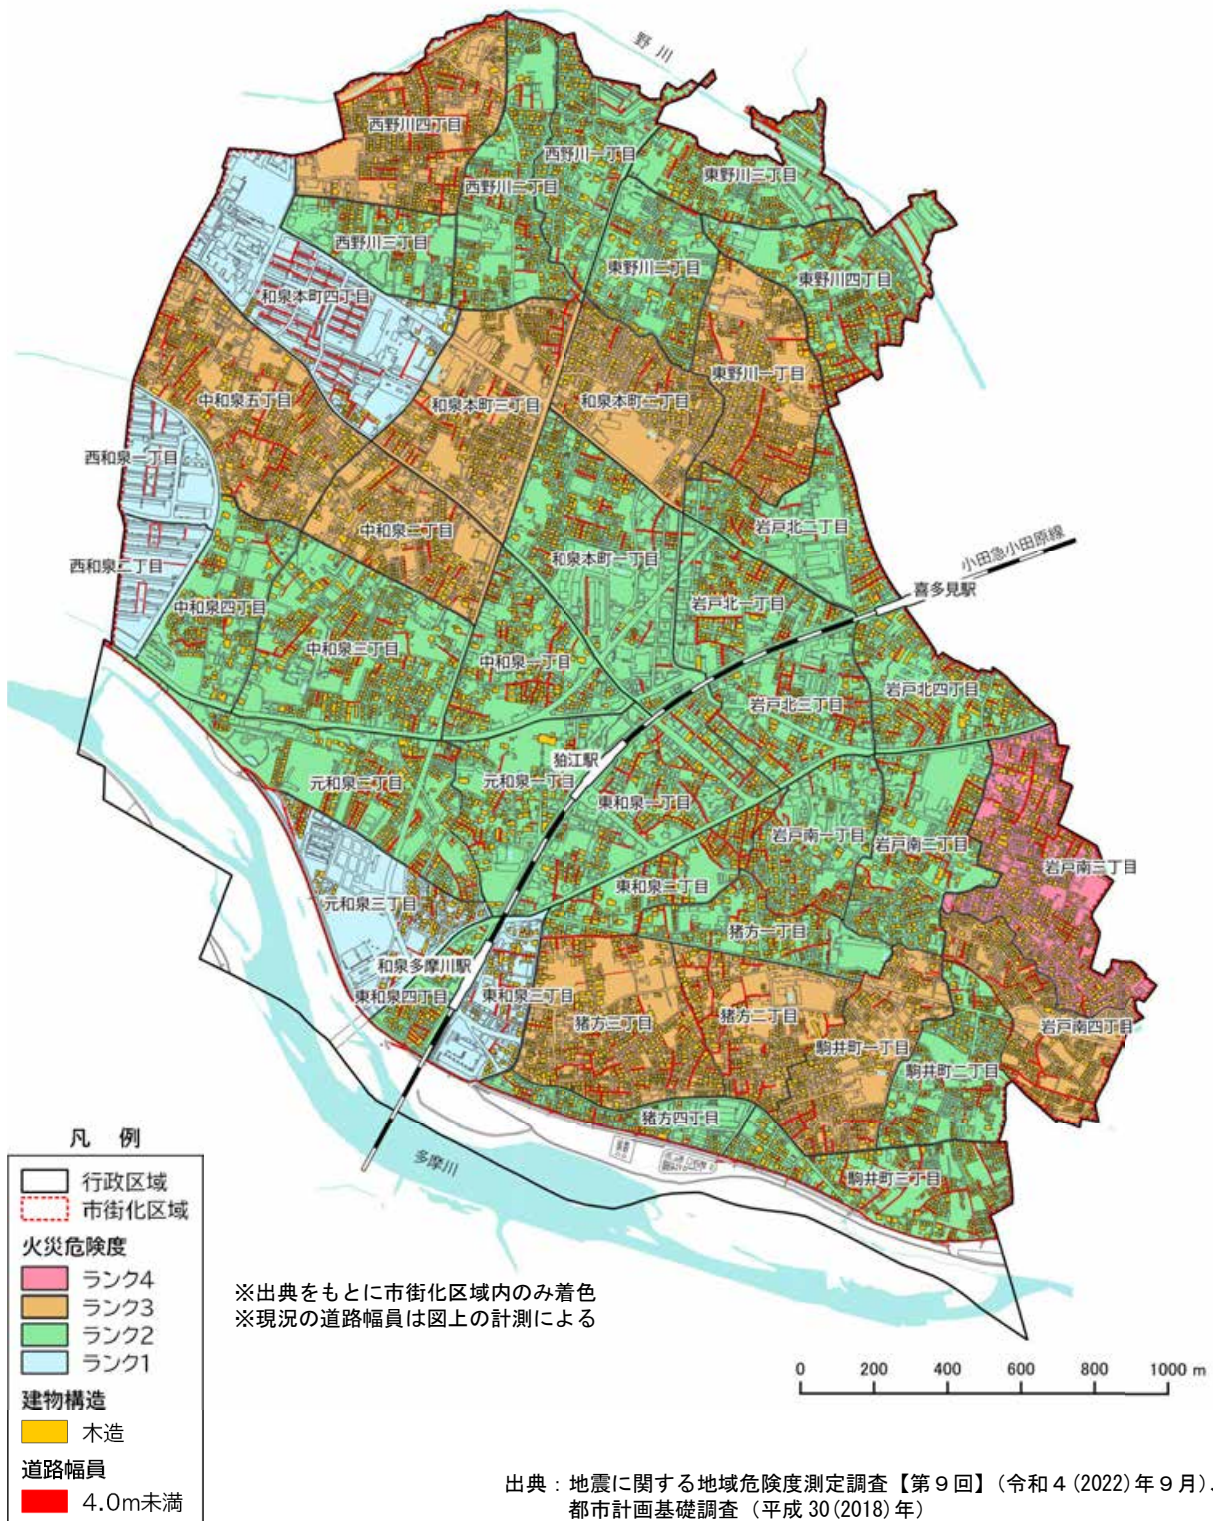 野川
西野川四丁目
西野川一丁目
東野川三丁目
西野川二丁目
西野川三丁目
東野川二丁目
東野川四丁目
和泉本町四丁目
東野川一丁目
中和泉五丁目
和泉本町三丁目
和泉本町二丁目
西和泉一丁目
中和泉二丁目
岩戸北二丁目
和泉本町一丁目
小田急小田原線
西和泉二丁目
喜多見駅
中和泉四丁目
岩戸北一丁目
中和泉三丁目
中和泉一丁目
岩戸北四丁目
岩戸北三丁目
狛江駅
元和泉二丁目
元和泉一丁目
東和泉一丁目
岩戸南一丁目
岩戸南二丁目
岩戸南三丁目
東和泉二丁目
元和泉三丁目
猪方一丁目
和泉多摩川駅
東和泉四丁目
東和泉三丁目
猪方三丁目
猪方二丁目
岩戸南四丁目
駒井町一丁目
駒井町二丁目
猪方四丁目
多摩川
駒井町三丁目
凡 例
行政区域
市街化区域
火災危険度
ランク4
ランク3
ランク2
ランク1
建物構造
木造
道路幅員
4.0m未満
※出典をもとに市街化区域内のみ着色
※現況の道路幅員は図上の計測による
0 200 400 600 800 1000 m
出典：地震に関する地域危険度測定調査【第９回】（令和４(2022)年９月）、
都市計画基礎調査（平成30(2018)年）